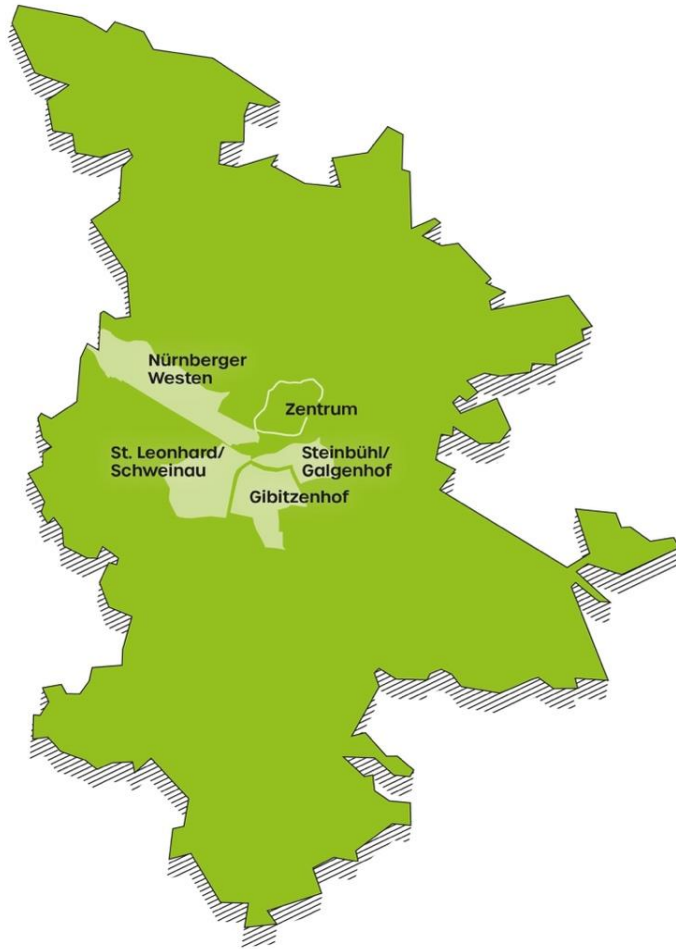 Nürnberger
Westen
Zentrum
St. Leonhard/
Schweinau
Steinbühl/
Galgenhof
Gibitzenhof